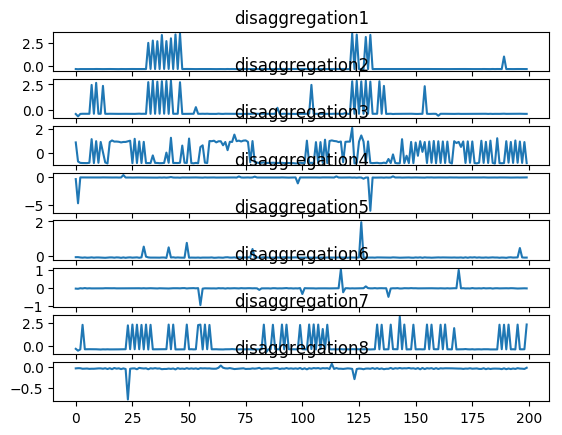 disaggregation1
2.5
0.0
disaggregation2
2.5
0.0
disaggregation3
2
0
disaggregation4
0
−5
disaggregation5
2
0
disaggregation6
1
0
−1
disaggregation7
2.5
0.0
disaggregation8
0.0
−0.5
0 25 50 75 100 125 150 175 200